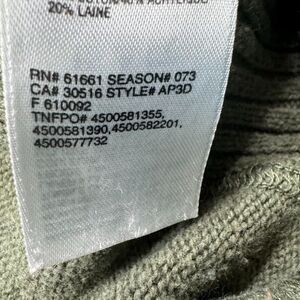 20% LAINE
RN# 61661 SEASON# 073
CA# 30516 STYLE# AP3D
F 610092
TNFPO# 4500581355,
4500581390,4500582201,
4500577732